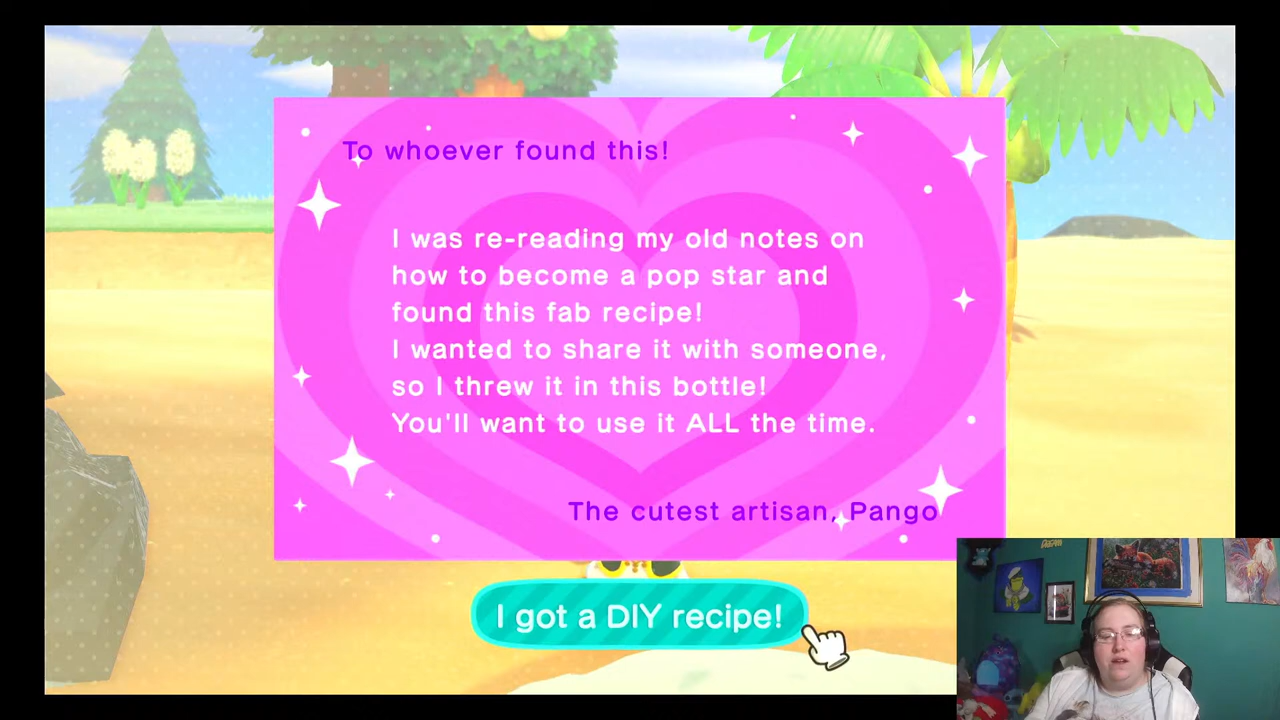 To whoever found this!
I was re-reading my old notes on
how to become a pop star and
found this fab recipe!
I wanted to share it with someone,
so I threw it in this bottle!
You'll want to use it ALL the time.
The cutest artisan, Pango
I got a DIY recipe!